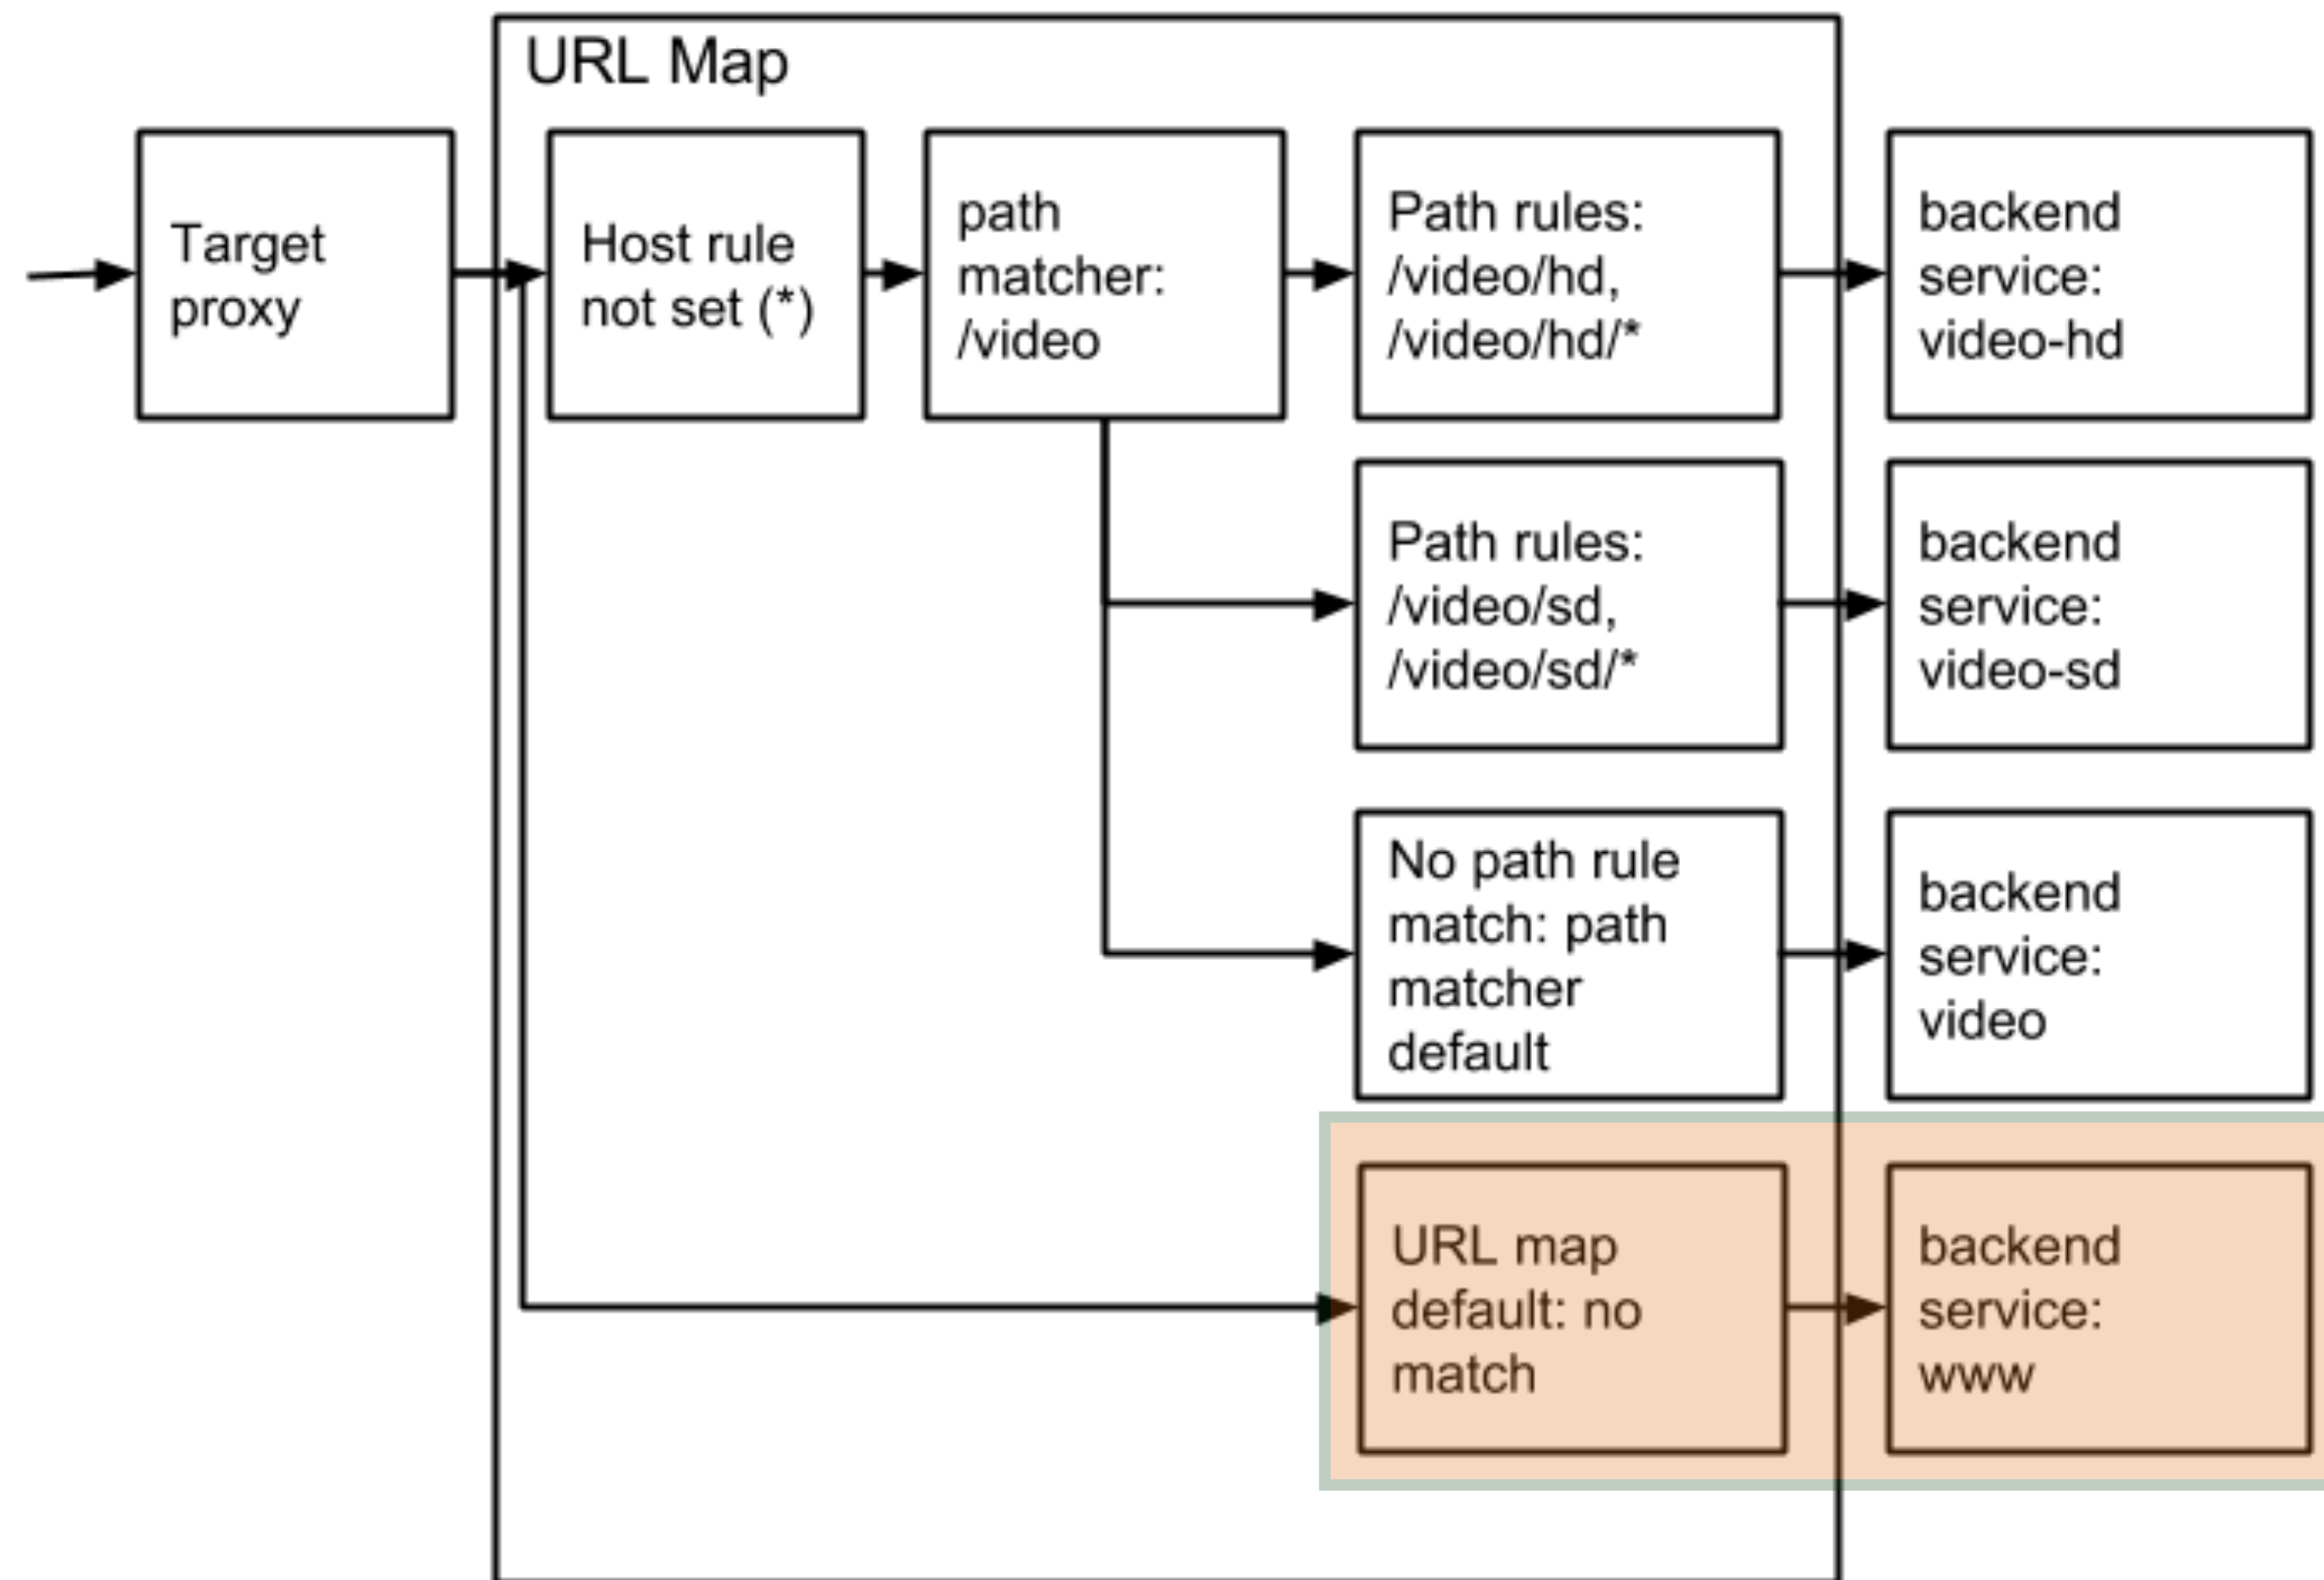 URL Map
Target
proxy
Host rule
not set (*)
path
matcher:
/video
Path rules:
/video/hd,
/video/hd/*
backend
service:
video-hd
Path rules:
/video/sd,
/video/sd/*
backend
service:
video-sd
No path rule
match: path
matcher
default
backend
service:
video
URL map
default: no
match
backend
service:
www